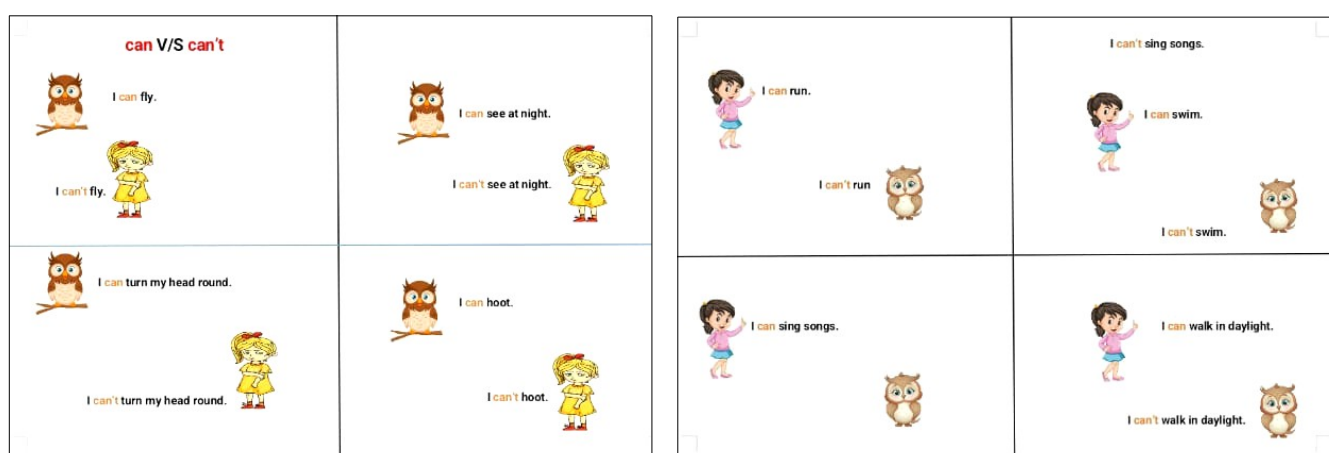 can V/S can't
I can fly.
I can't fly.
I can see at night.
I can't see at night.
I can turn my head round.
I can't turn my head round.
I can hoot.
I can't hoot.
I can run.
I can't run
I can't sing songs.
I can swim.
I can't swim.
I can sing songs.
I can walk in daylight.
I can't walk in daylight.